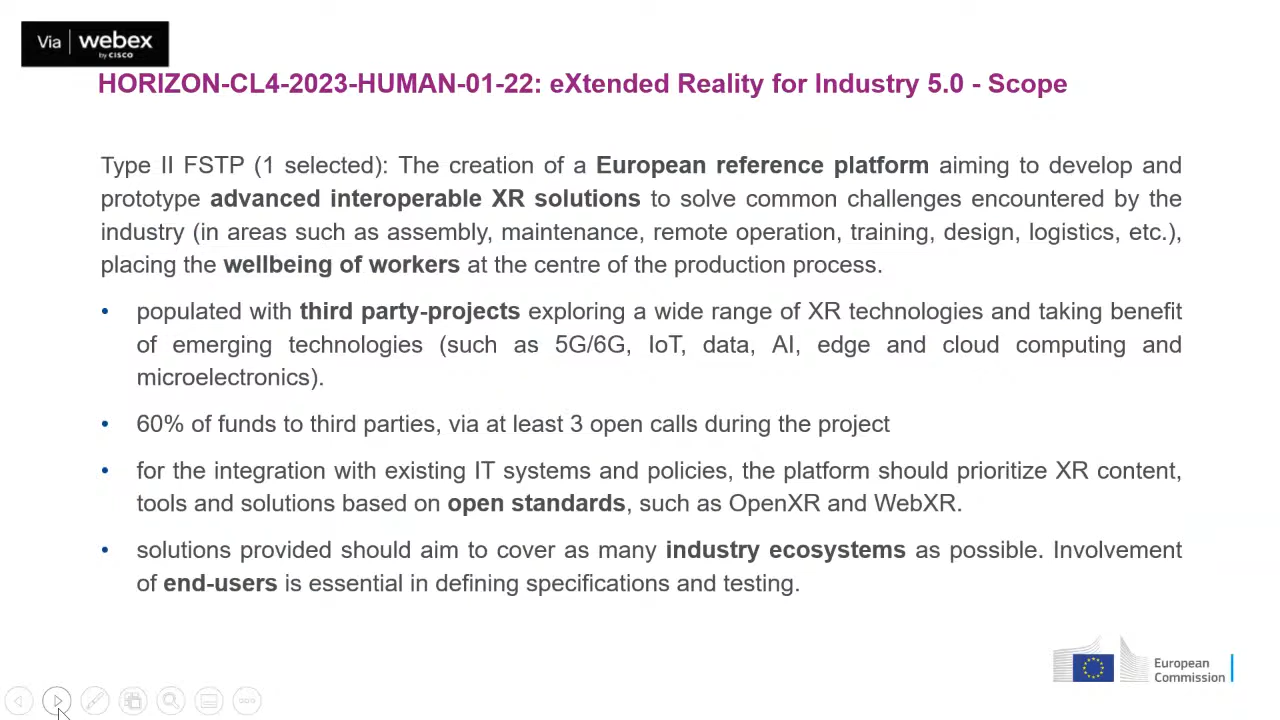 Via webex
by CISCO
HORIZON-CL4-2023-HUMAN-01-22: eXtended Reality for Industry 5.0 - Scope
Type II FSTP (1 selected): The creation of a European reference platform aiming to develop and
prototype advanced interoperable XR solutions to solve common challenges encountered by the
industry (in areas such as assembly, maintenance, remote operation, training, design, logistics, etc.),
placing the wellbeing of workers at the centre of the production process.
• populated with third party-projects exploring a wide range of XR technologies and taking benefit
of emerging technologies (such as 5G/6G, IoT, data, AI, edge and cloud computing and
microelectronics).
• 60% of funds to third parties, via at least 3 open calls during the project
• for the integration with existing IT systems and policies, the platform should prioritize XR content,
tools and solutions based on open standards, such as OpenXR and WebXR.
• solutions provided should aim to cover as many industry ecosystems as possible. Involvement
of end-users is essential in defining specifications and testing.
European
Commission